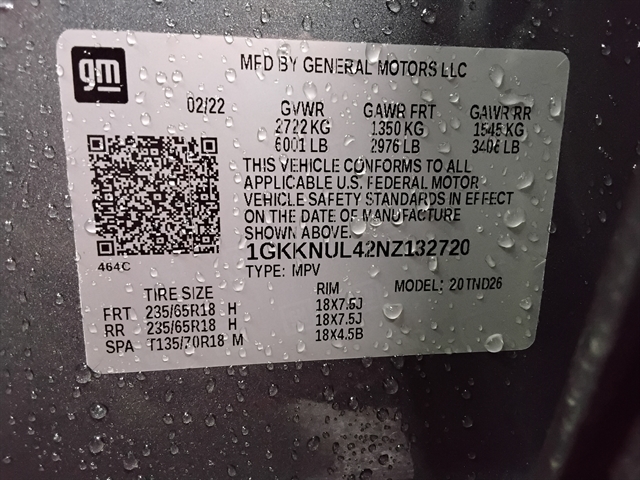 gm
MFD BY GENERAL MOTORS LLC
02/22 GVWR GAWR FRT GAWR RR
2722 KG 1350 KG 1545 KG
6001 LB 2976 LB 3406 LB
THIS VEHICLE CONFORMS TO ALL
APPLICABLE U.S. FEDERAL MOTOR
VEHICLE SAFETY STANDARDS IN EFFECT
ON THE DATE OF MANUFACTURE
SHOWN ABOVE.
1GKKNUL42NZ132720
464C
TYPE: MPV MODEL: 20TND26
TIRE SIZE RIM
FRT 235/65R18 H 18X7.5J
RR 235/65R18 H 18X7.5J
SPA T135/70R18 M 18X4.5B